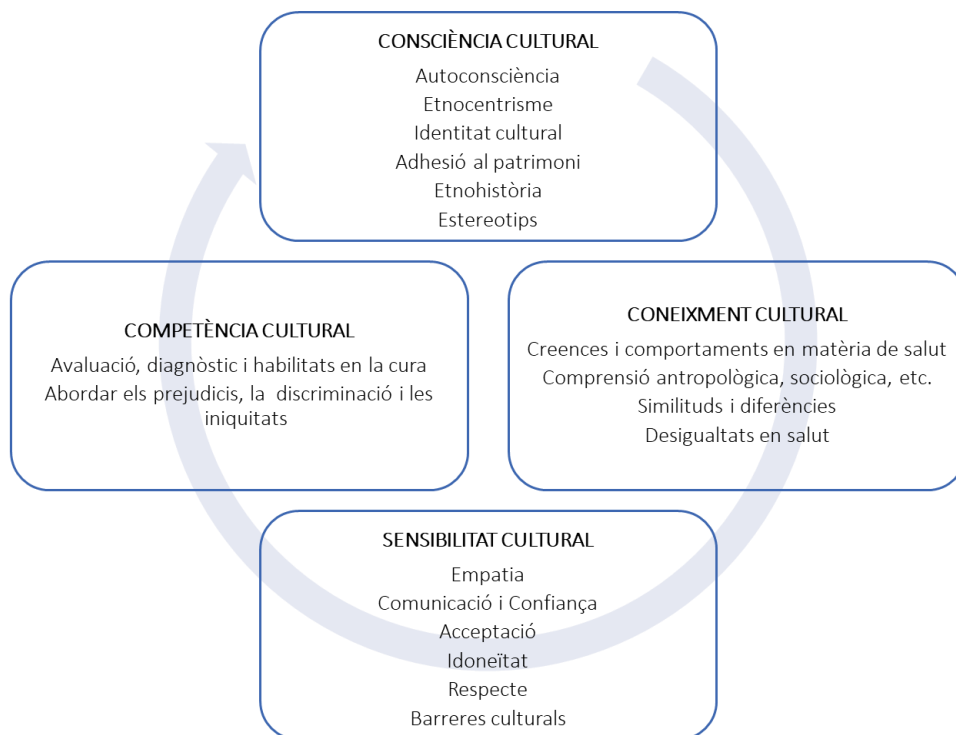 CONSCIÈNCIA CULTURAL
Autoconsciència
Etnocentrisme
Identitat cultural
Adhesió al patrimoni
Etnohistòria
Estereotips
CONEIXMENT CULTURAL
Creences i comportaments en matèria de salut
Comprensió antropològica, sociològica, etc.
Similituds i diferències
Desigualtats en salut
SENSIBILITAT CULTURAL
Empatia
Comunicació i Confiança
Acceptació
Idoneïtat
Respecte
Barreres culturals
COMPETÈNCIA CULTURAL
Avaluació, diagnòstic i habilitats en la cura
Abordar els prejudicis, la discriminació i les
iniquitats